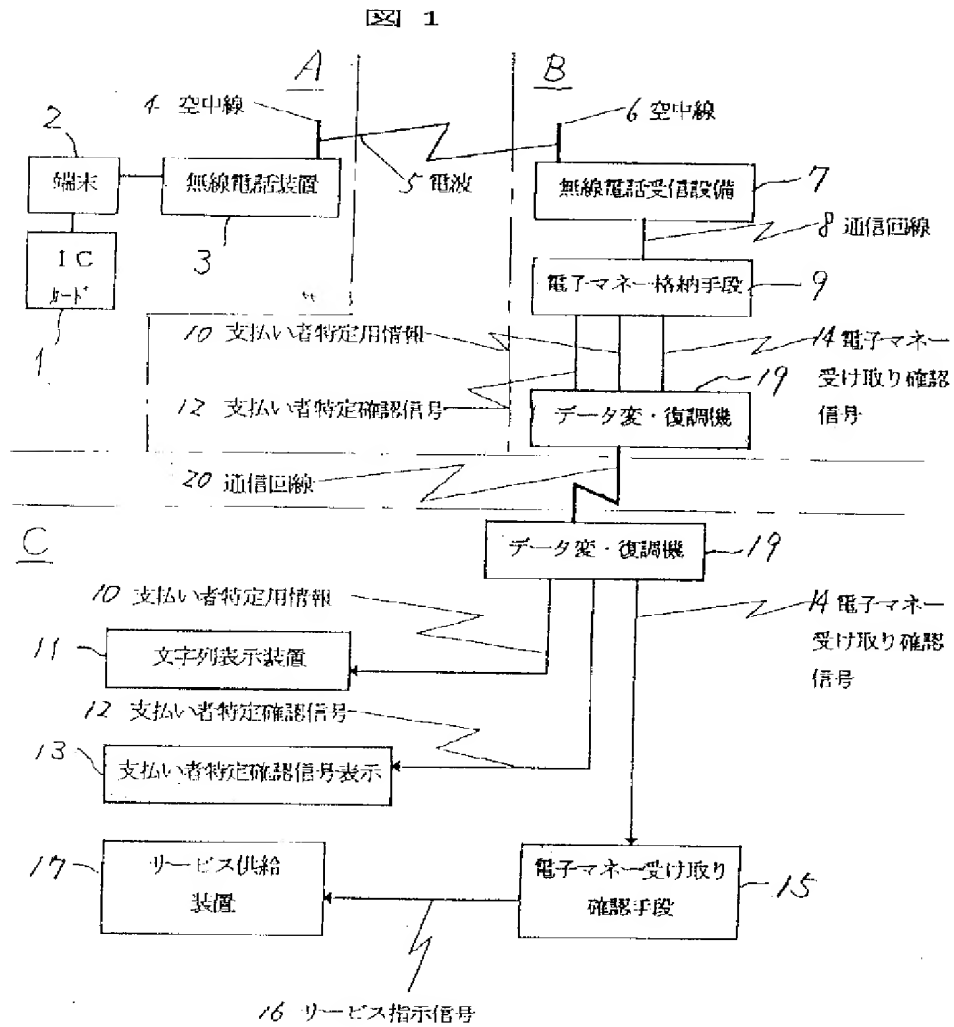 図 1
A
B
4 空中線
6 空中線
2
端末
無線電話装置
5 電波
無線電話受信設備
7
3
8 通信回線
IC
カード
1
電子マネー格納手段
9
10 支払い者特定用情報
14 電子マネー
受け取り確認
信号
19
12 支払い者特定確認信号
データ変・復調機
20 通信回線
C
データ変・復調機
19
10 支払い者特定用情報
14 電子マネー
受け取り確認
信号
11
文字列表示装置
12 支払い者特定確認信号
13
支払い者特定確認信号表示
17
サービス供給
装置
電子マネー受け取り
確認手段
15
16 サービス指示信号